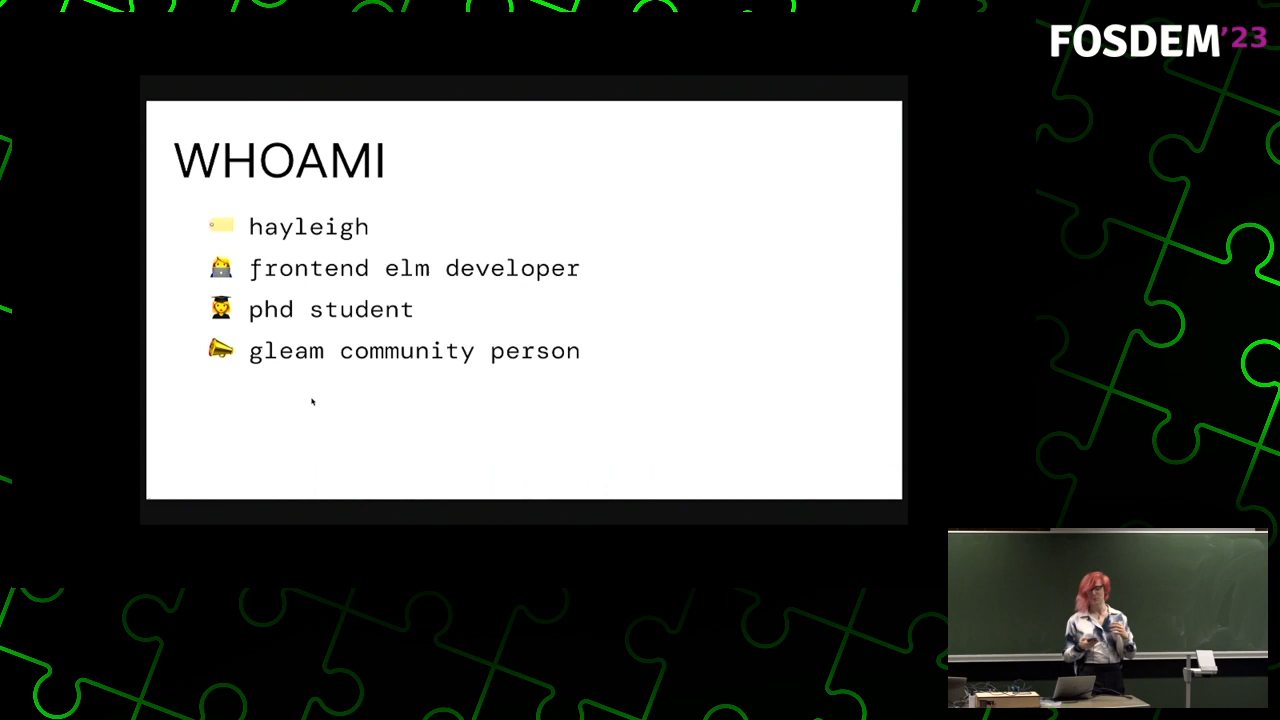 FOSDEM'23
WHOAMI
hayleigh
frontend elm developer
phd student
gleam community person